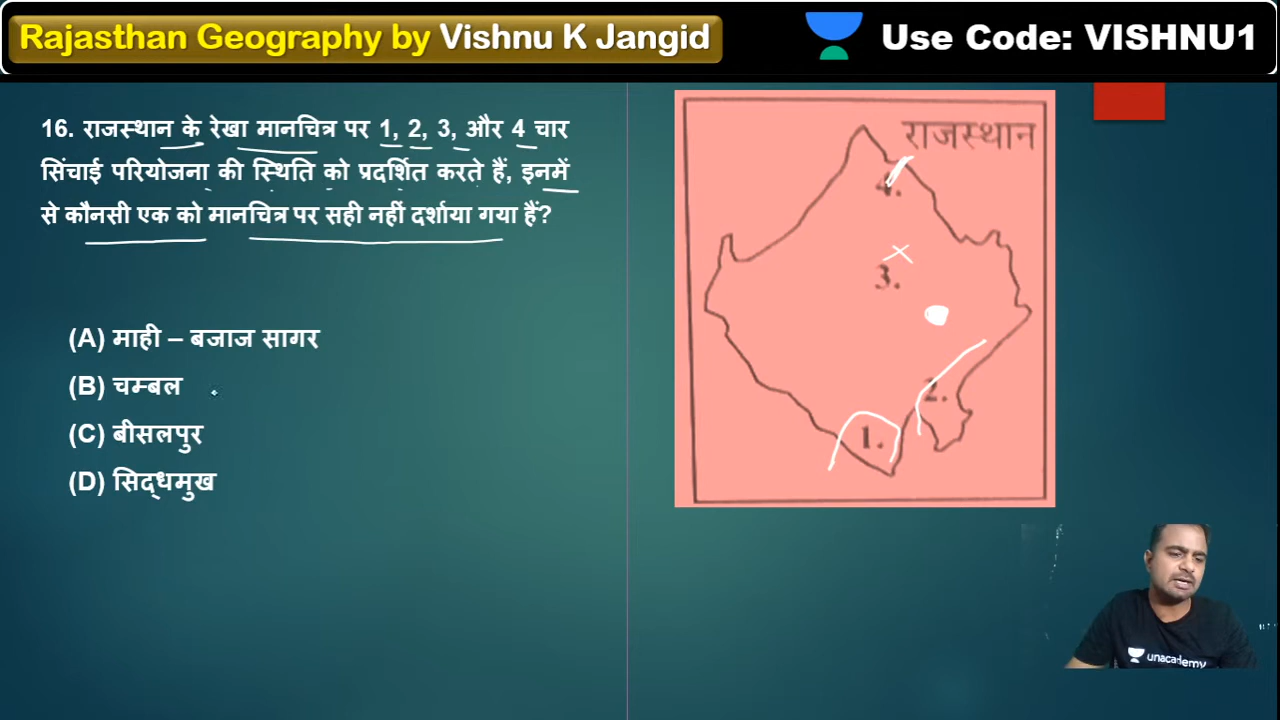 Rajasthan Geography by Vishnu K Jangid
Use Code: VISHNU1
16. राजस्थान के रेखा मानचित्र पर 1, 2, 3, और 4 चार
सिंचाई परियोजना की स्थिति को प्रदर्शित करते हैं, इनमें
से कौनसी एक को मानचित्र पर सही नहीं दर्शाया गया हैं?
(A) माही – बजाज सागर
(B) चम्बल
(C) बीसलपुर
(D) सिद्धमुख
राजस्थान
4.
3.
2.
1.
unacademy